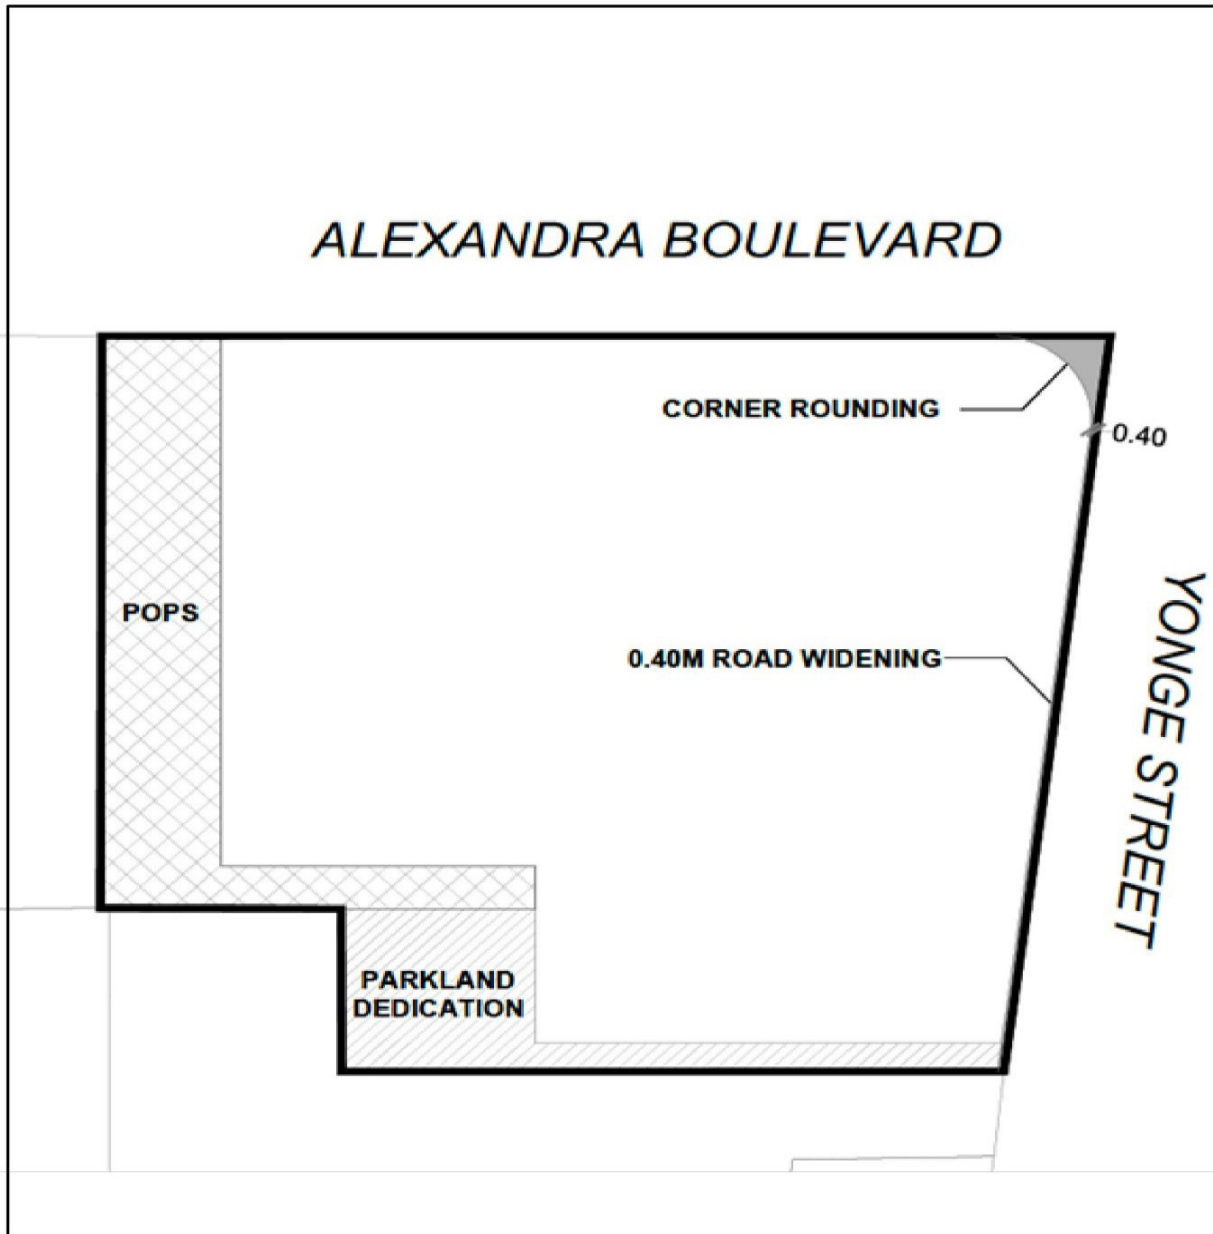 ALEXANDRA BOULEVARD
CORNER ROUNDING
0.40
POPS
0.40M ROAD WIDENING
YONGE STREET
PARKLAND
DEDICATION